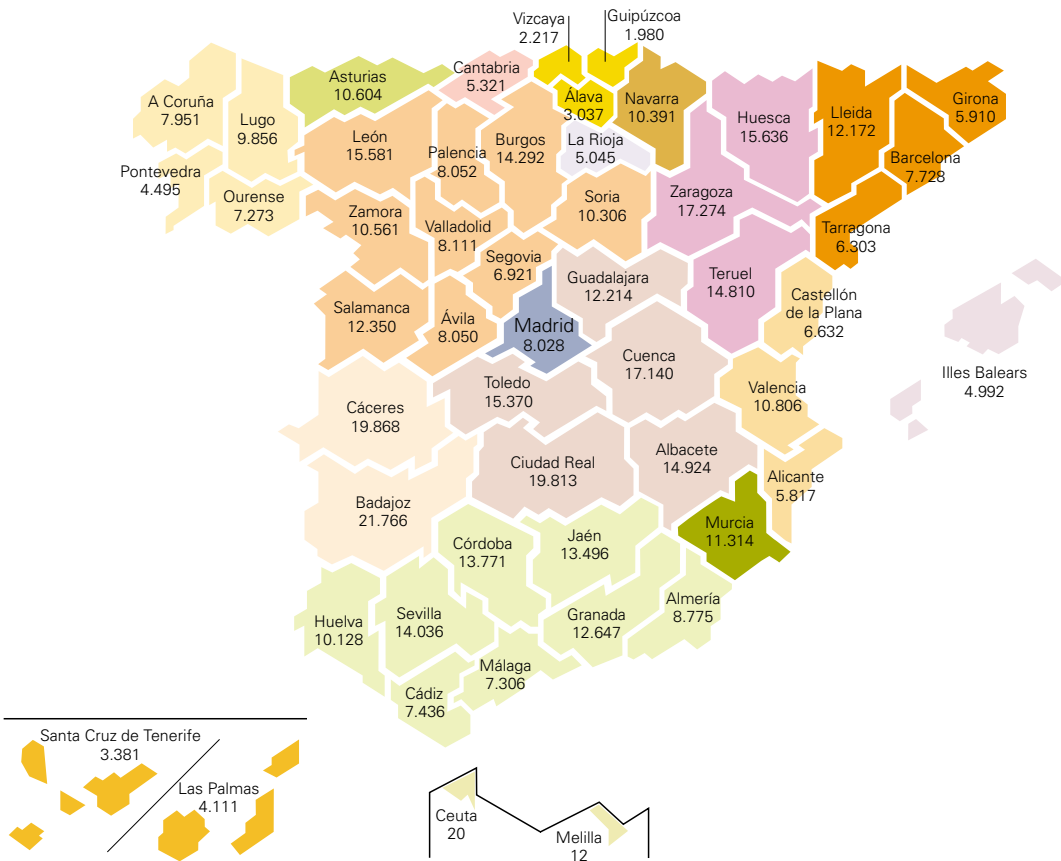 Vizcaya
2.217
Guipúzcoa
1.980
Asturias
10.604
Cantabria
5.321
Álava
3.037
Navarra
10.391
A Coruña
7.951
Lugo
9.856
León
15.581
Palencia
8.052
Burgos
14.292
La Rioja
5.045
Huesca
15.636
Lleida
12.172
Girona
5.910
Barcelona
7.728
Pontevedra
4.495
Ourense
7.273
Zamora
10.561
Valladolid
8.111
Soria
10.306
Zaragoza
17.274
Tarragona
6.303
Segovia
6.921
Guadalajara
12.214
Teruel
14.810
Castellón
de la Plana
6.632
Salamanca
12.350
Ávila
8.050
Madrid
8.028
Cuenca
17.140
Illes Balears
4.992
Cáceres
19.868
Toledo
15.370
Valencia
10.806
Badajoz
21.766
Ciudad Real
19.813
Albacete
14.924
Alicante
5.817
Murcia
11.314
Córdoba
13.771
Jaén
13.496
Huelva
10.128
Sevilla
14.036
Granada
12.647
Almería
8.775
Málaga
7.306
Cádiz
7.436
Santa Cruz de Tenerife
3.381
Las Palmas
4.111
Ceuta
20
Melilla
12